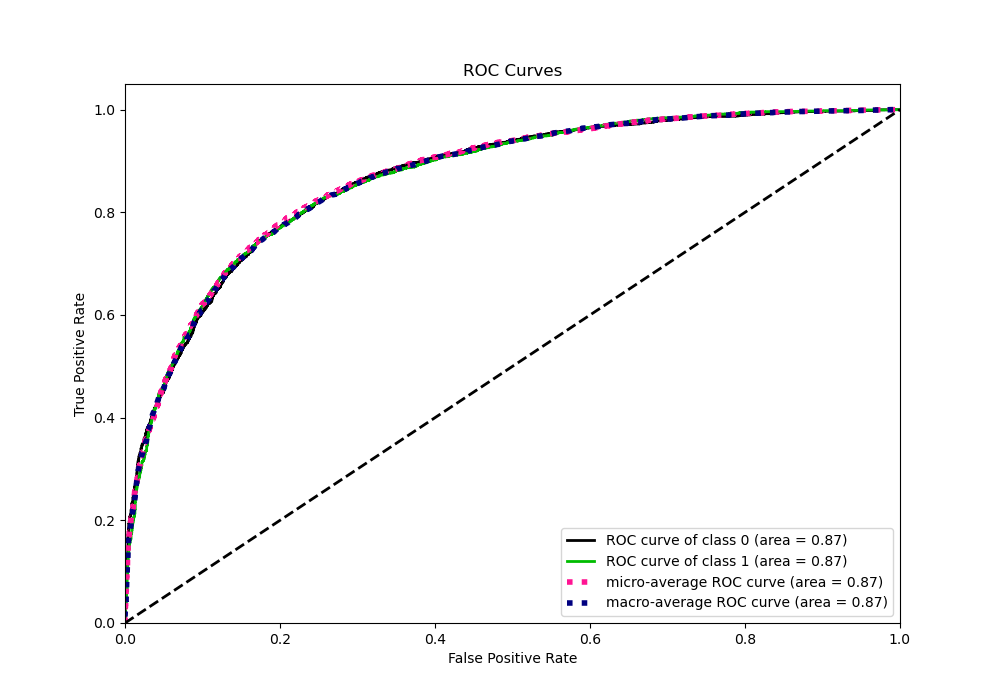 ROC Curves
True Positive Rate
1.0
0.8
0.6
0.4
0.2
0.0
0.0 0.2 0.4 0.6 0.8 1.0
False Positive Rate
ROC curve of class 0 (area = 0.87)
ROC curve of class 1 (area = 0.87)
micro-average ROC curve (area = 0.87)
macro-average ROC curve (area = 0.87)